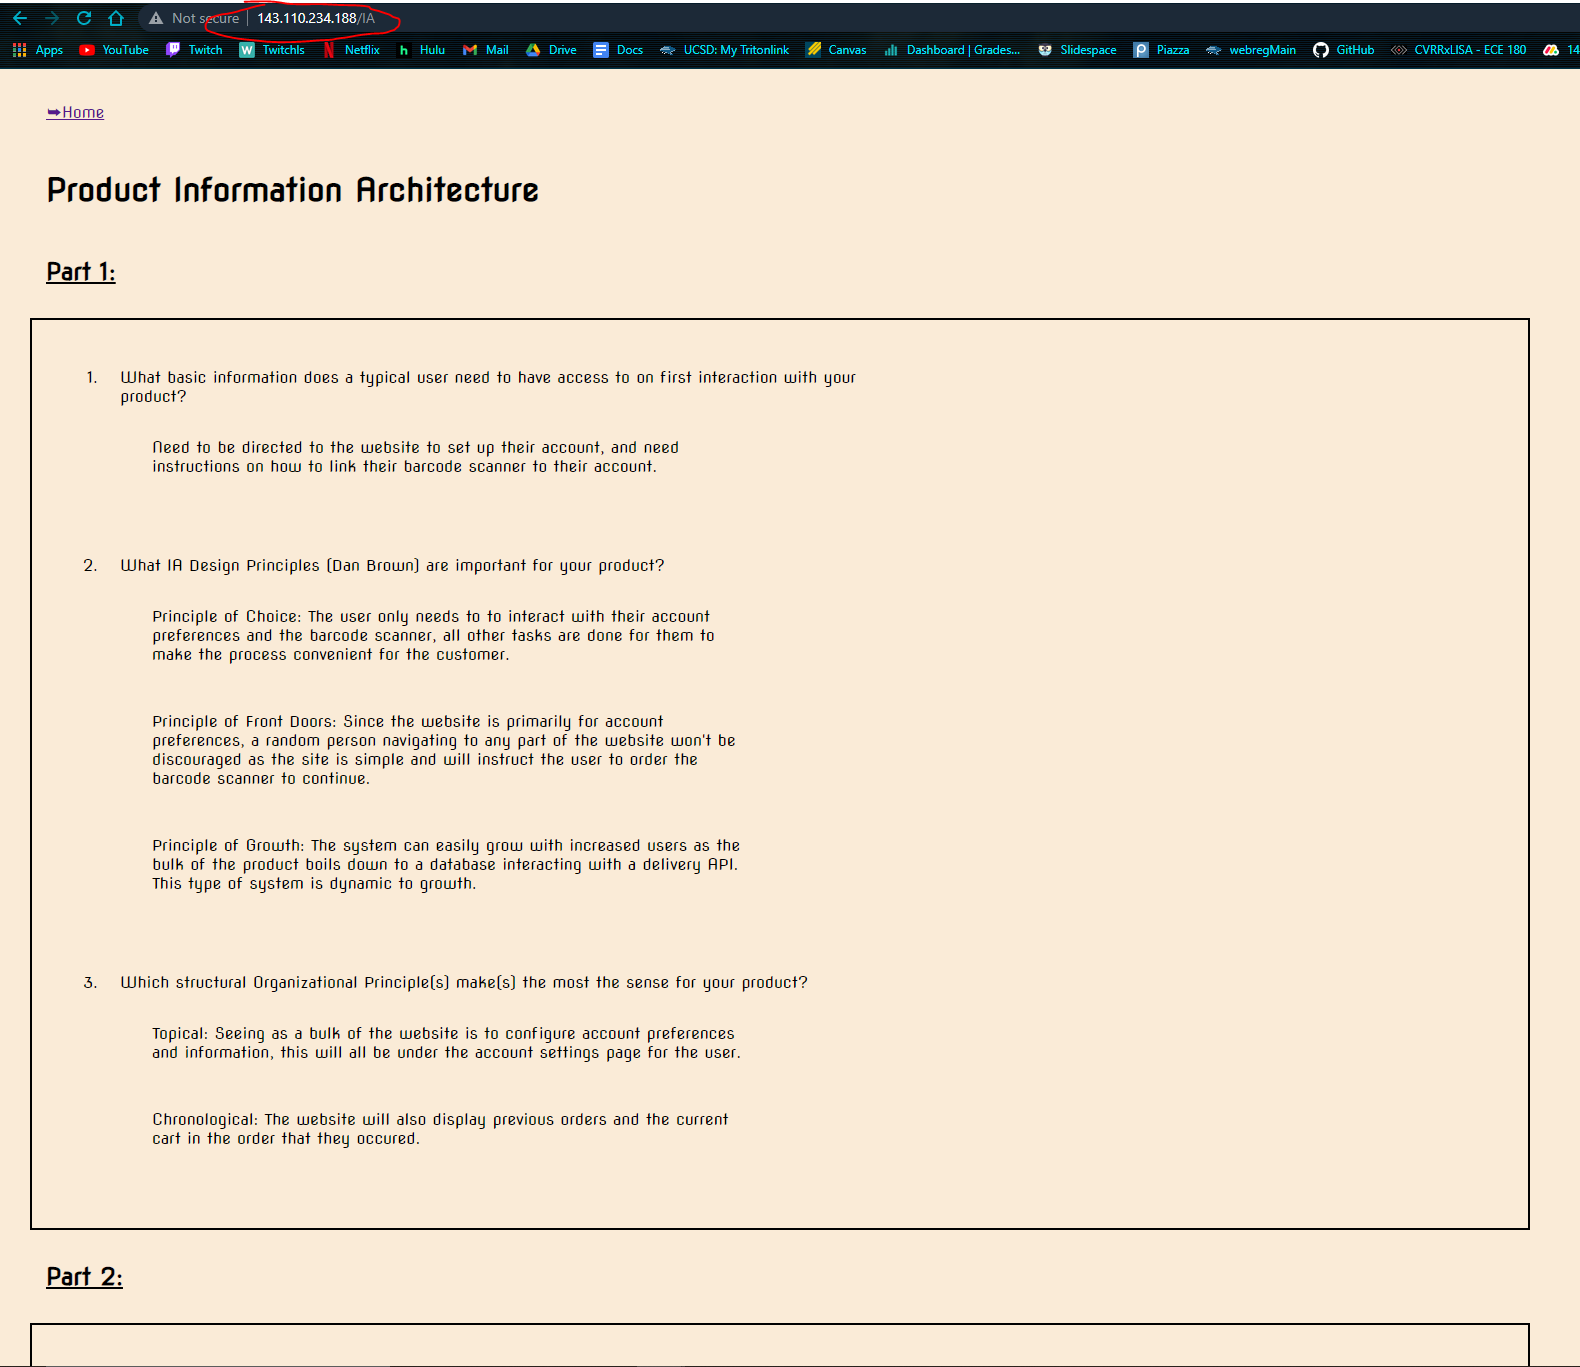 Not secure 143.110.234.188/IA
Apps YouTube Twitch W Twitchls N Netflix h Hulu Mail Drive Docs UCSD: My Tritonlink Canvas Dashboard | Grades... Slidespace p Piazza webregMain GitHub CVRRxLISA - ECE 180 14
➥Home
Product Information Architecture
Part 1:
1. What basic information does a typical user need to have access to on first interaction with your
product?
Need to be directed to the website to set up their account, and need
instructions on how to link their barcode scanner to their account.
2. What IA Design Principles (Dan Brown) are important for your product?
Principle of Choice: The user only needs to to interact with their account
preferences and the barcode scanner, all other tasks are done for them to
make the process convenient for the customer.
Principle of Front Doors: Since the website is primarily for account
preferences, a random person navigating to any part of the website won't be
discouraged as the site is simple and will instruct the user to order the
barcode scanner to continue.
Principle of Growth: The system can easily grow with increased users as the
bulk of the product boils down to a database interacting with a delivery API.
This type of system is dynamic to growth.
3. Which structural Organizational Principle(s) make(s) the most the sense for your product?
Topical: Seeing as a bulk of the website is to configure account preferences
and information, this will all be under the account settings page for the user.
Chronological: The website will also display previous orders and the current
cart in the order that they occured.
Part 2: